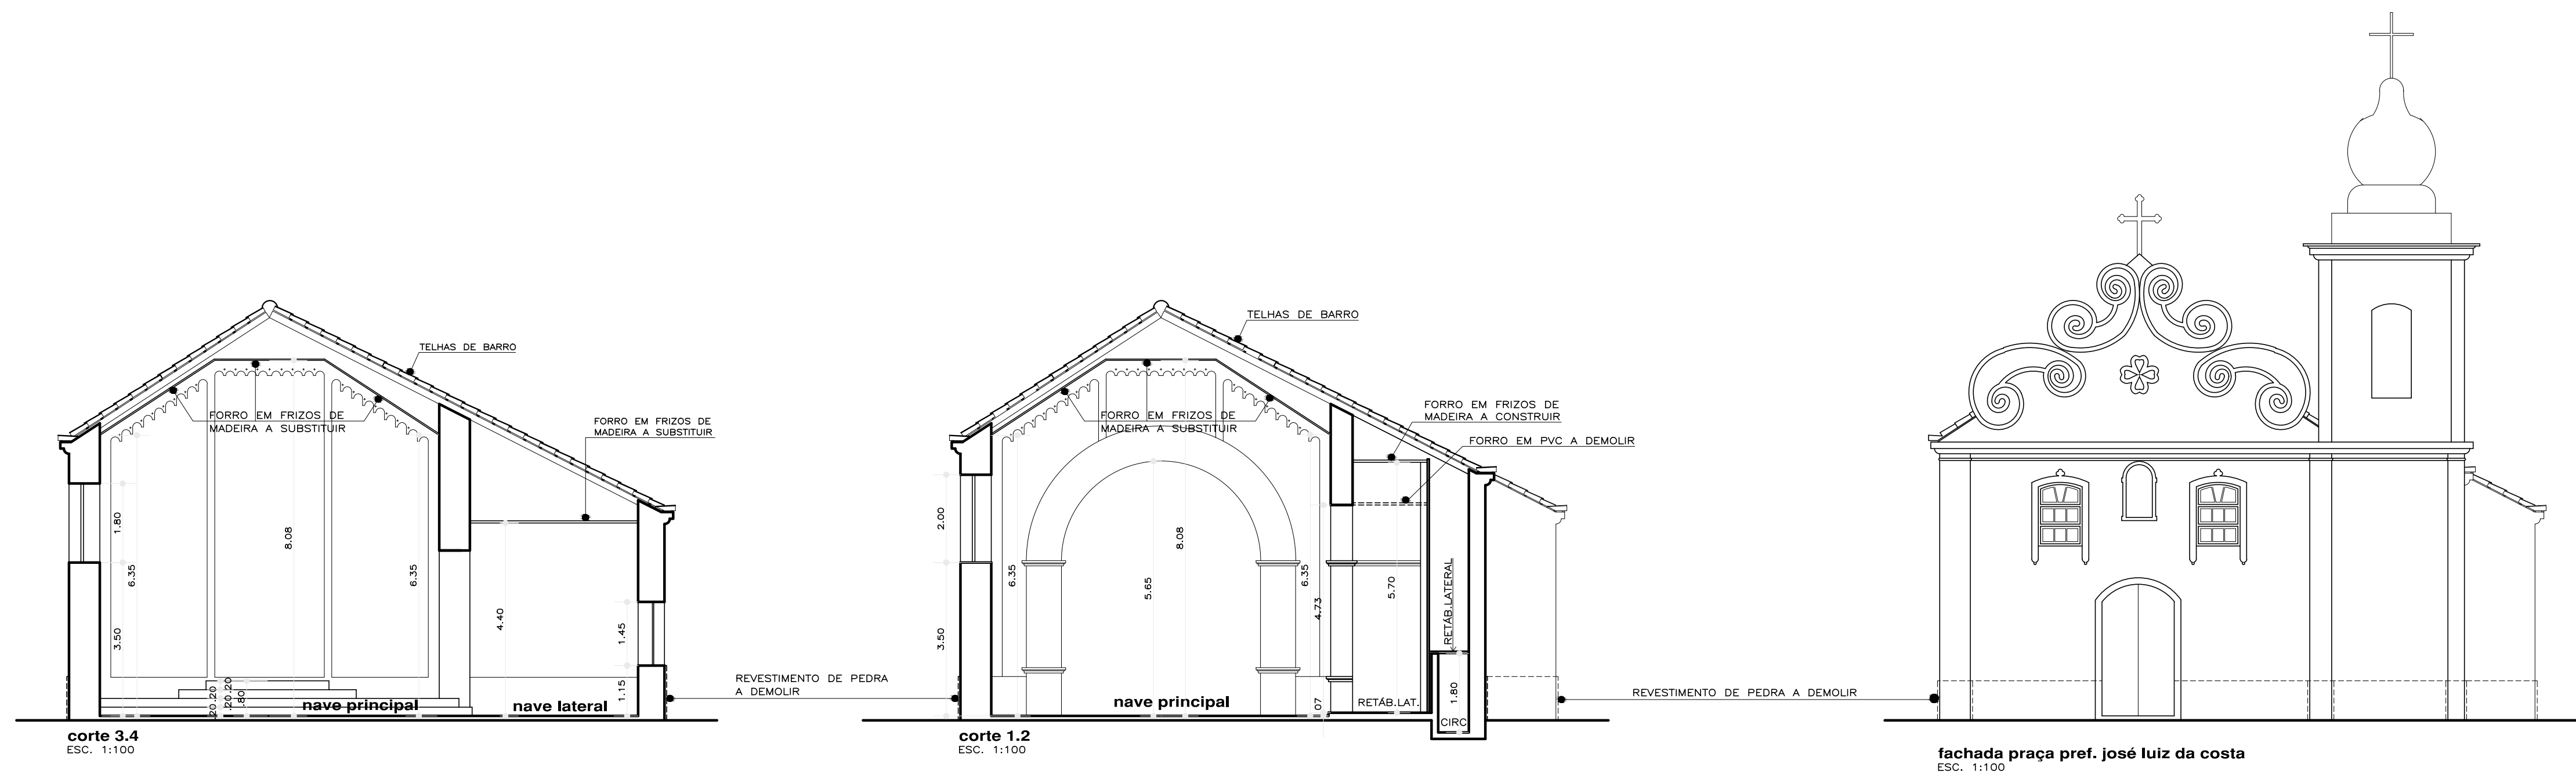 TELHAS DE BARRO
FORRO EM FRIZOS DE
MADEIRA A SUBSTITUIR
FORRO EM FRIZOS DE
MADEIRA A SUBSTITUIR
1.80
6.35
3.50
8.08
6.35
4.40
1.45
1.15
.20.20
.20.20
.80
nave principal
nave lateral
corte 3.4
ESC. 1:100
REVESTIMENTO DE PEDRA
A DEMOLIR
TELHAS DE BARRO
FORRO EM FRIZOS DE
MADEIRA A SUBSTITUIR
FORRO EM FRIZOS DE
MADEIRA A CONSTRUIR
FORRO EM PVC A DEMOLIR
2.00
3.50
6.35
5.65
8.08
6.35
4.73
.07
5.70
RETÁB.LATERAL
1.80
nave principal
RETÁB.LAT.
CIRC
corte 1.2
ESC. 1:100
REVESTIMENTO DE PEDRA A DEMOLIR
fachada praça pref. josé luiz da costa
ESC. 1:100